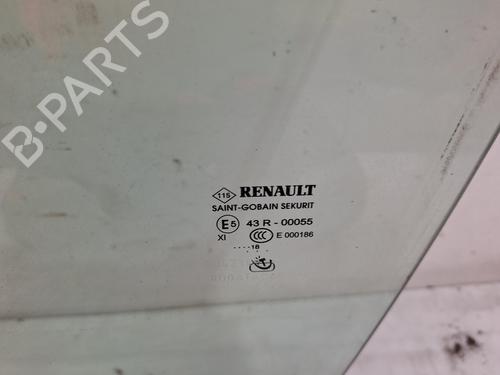 B-PARTS
115 RENAULT
SAINT-GOBAIN SEKURIT
E5 43 R - 00055
XI CCC E 000186
....18